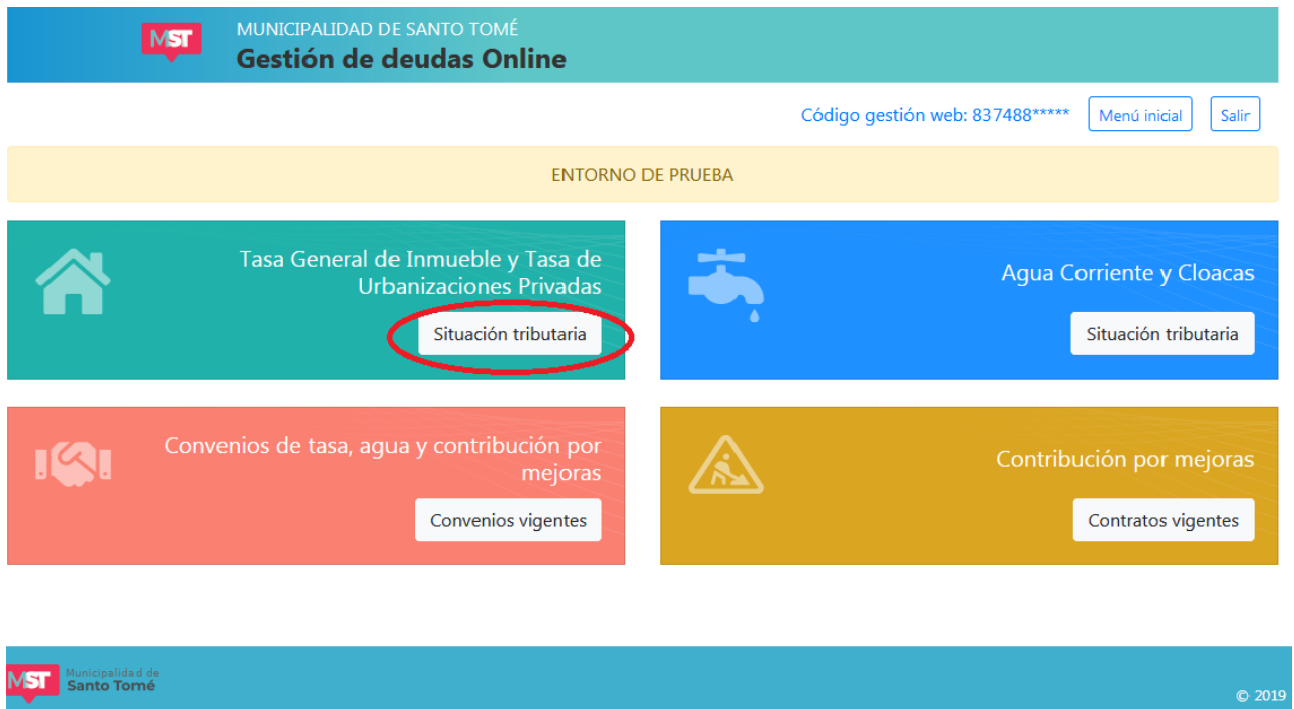 MST
MUNICIPALIDAD DE SANTO TOMÉ
Gestión de deudas Online
Código gestión web: 837488***** Menú inicial Salir
ENTORNO DE PRUEBA
Tasa General de Inmueble y Tasa de
Urbanizaciones Privadas
Situación tributaria
Agua Corriente y Cloacas
Situación tributaria
Convenios de tasa, agua y contribución por
mejoras
Convenios vigentes
Contribución por mejoras
Contratos vigentes
MST
Municipalidad de
Santo Tomé
© 2019